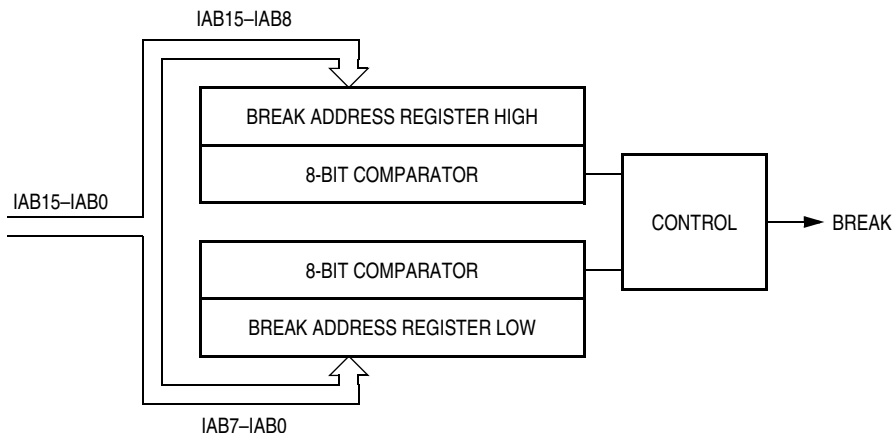 IAB15–IAB8
BREAK ADDRESS REGISTER HIGH
8-BIT COMPARATOR
IAB15–IAB0
CONTROL
BREAK
8-BIT COMPARATOR
BREAK ADDRESS REGISTER LOW
IAB7–IAB0